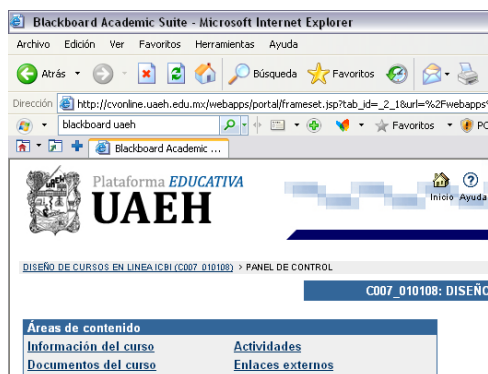 Blackboard Academic Suite - Microsoft Internet Explorer
Archivo Edición Ver Favoritos Herramientas Ayuda
Atrás Búsqueda Favoritos
Dirección http://cvonline.uaeh.edu.mx/webapps/portal/frameset.jsp?tab_id=_2_1&url=%2Fwebapps%
blackboard uaeh Favoritos PC
Blackboard Academic ...
Plataforma EDUCATIVA
UAEH
Inicio Ayuda
DISEÑO DE CURSOS EN LINEA ICBI (C007_010108) > PANEL DE CONTROL
C007_010108: DISEÑO
Áreas de contenido
Información del curso Actividades
Documentos del curso Enlaces externos